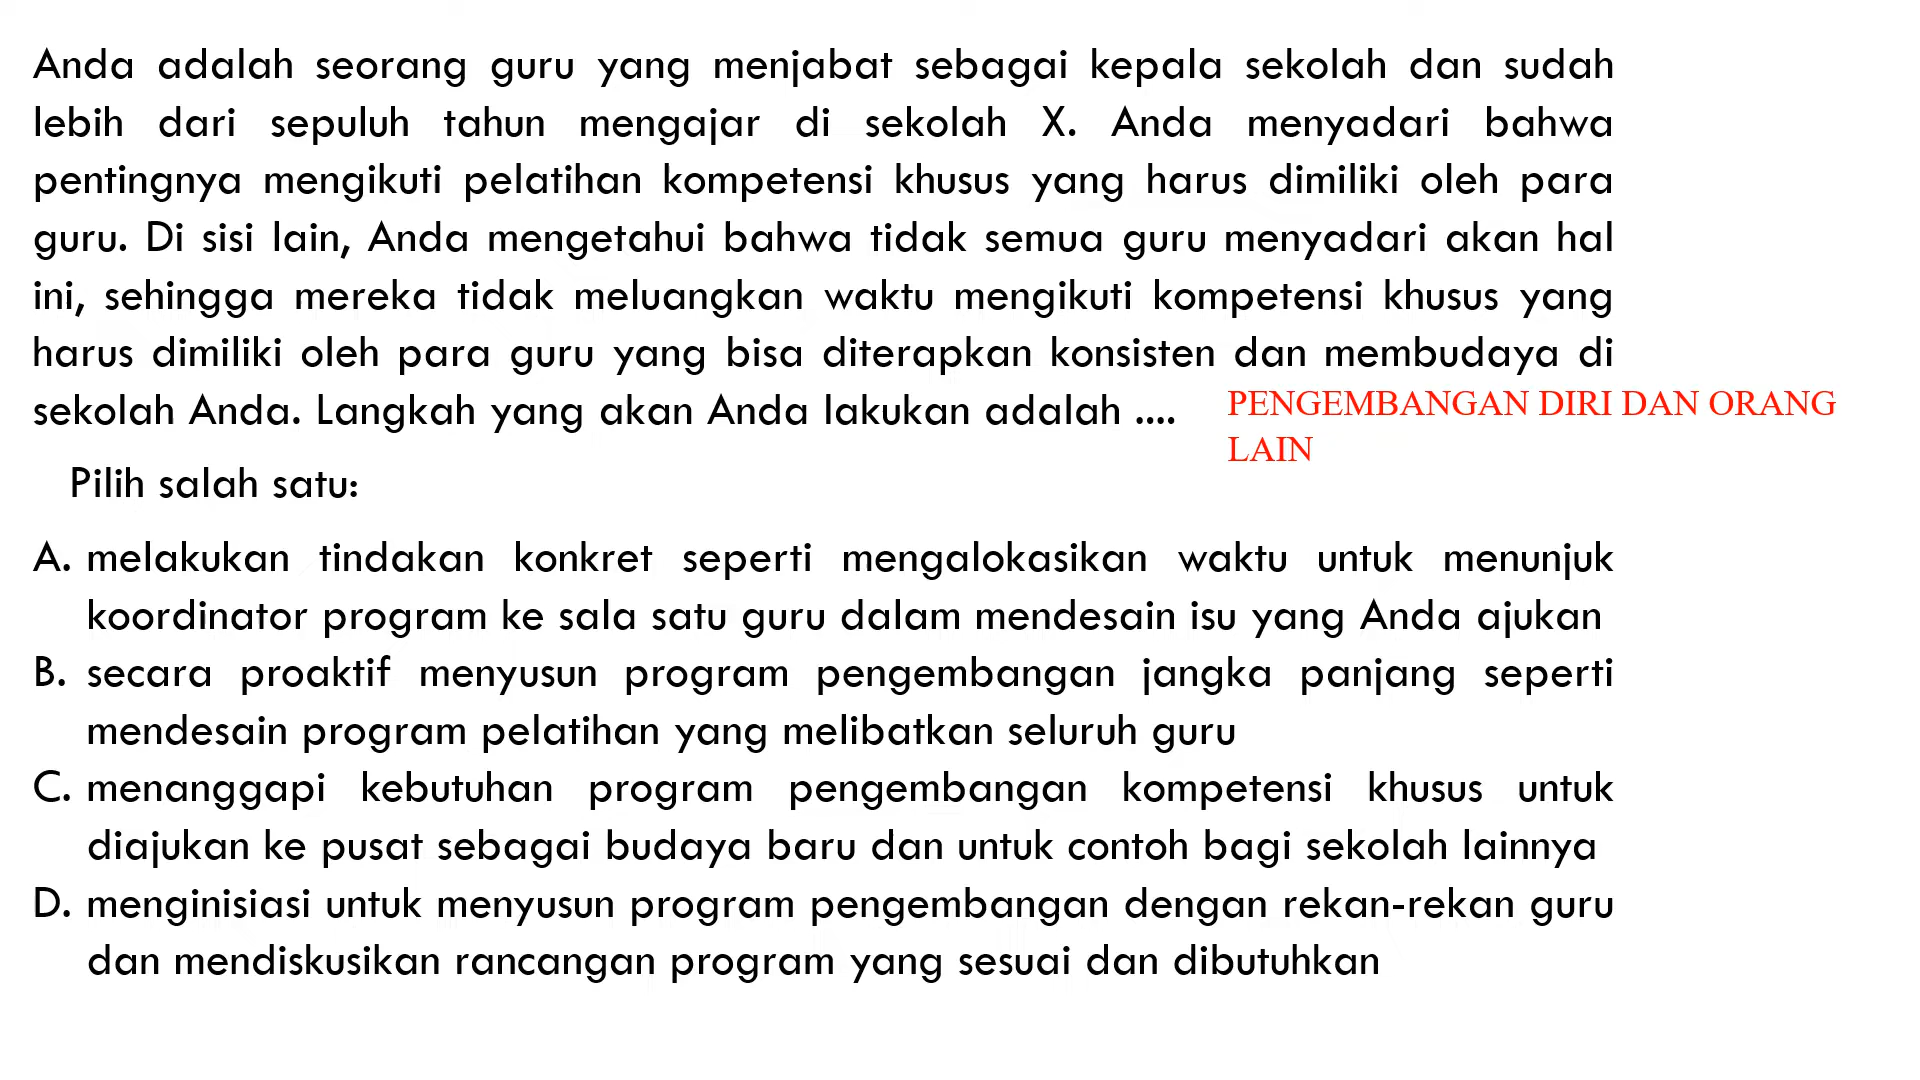 Anda adalah seorang guru yang menjabat sebagai kepala sekolah dan sudah
lebih dari sepuluh tahun mengajar di sekolah X. Anda menyadari bahwa
pentingnya mengikuti pelatihan kompetensi khusus yang harus dimiliki oleh para
guru. Di sisi lain, Anda mengetahui bahwa tidak semua guru menyadari akan hal
ini, sehingga mereka tidak meluangkan waktu mengikuti kompetensi khusus yang
harus dimiliki oleh para guru yang bisa diterapkan konsisten dan membudaya di
sekolah Anda. Langkah yang akan Anda lakukan adalah ....
PENGEMBANGAN DIRI DAN ORANG
LAIN
Pilih salah satu:
A. melakukan tindakan konkret seperti mengalokasikan waktu untuk menunjuk
koordinator program ke sala satu guru dalam mendesain isu yang Anda ajukan
B. secara proaktif menyusun program pengembangan jangka panjang seperti
mendesain program pelatihan yang melibatkan seluruh guru
C. menanggapi kebutuhan program pengembangan kompetensi khusus untuk
diajukan ke pusat sebagai budaya baru dan untuk contoh bagi sekolah lainnya
D. menginisiasi untuk menyusun program pengembangan dengan rekan-rekan guru
dan mendiskusikan rancangan program yang sesuai dan dibutuhkan